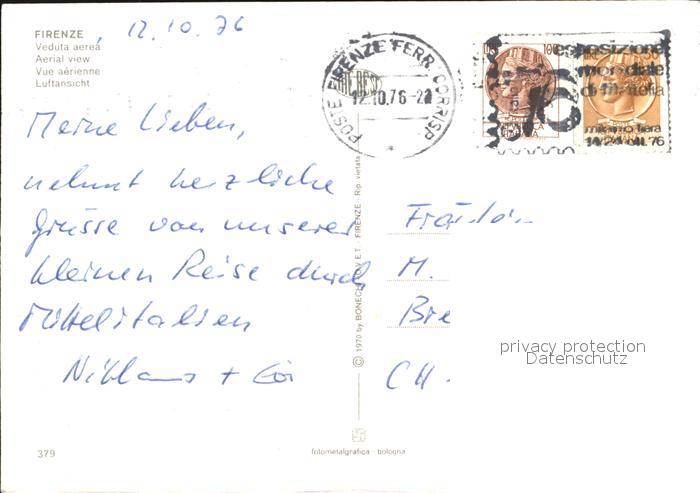 FIRENZE, 12.10.76
Veduta aerea
Aerial view
Vue aérienne
Luftansicht
Meine Lieben,
nehmt herzliche
Grüsse von unserer
kleinen Reise durch
Mittelitalien
Niklaus +
379
© 1970 by BONECHI E.T. - FIRENZE - Rip. vietata
fotometalgrafica - bologna
POSTE FIRENZE FERR. CORRISP.
12.10.76-22
100
esposizione
mondiale
di filatelia
milano fiera
14/24 ott. 76
Fräulein
M.
Bre
CH.
privacy protection
Datenschutz